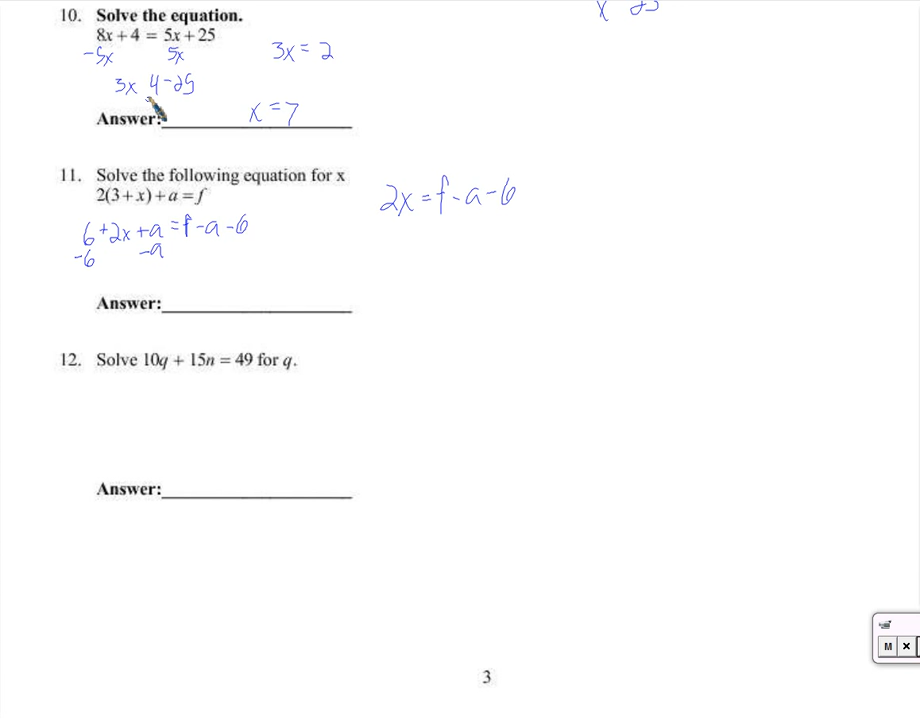 10. Solve the equation.
8x + 4 = 5x + 25
-5x 5x
3x = 2
3x 4-25
Answer:
x = 7
11. Solve the following equation for x
2(3 + x) + a = f
2x = f - a - 6
6 + 2x + a = f - a - 6
-6 -a
Answer:
12. Solve 10q + 15n = 49 for q.
Answer:
M ×
3